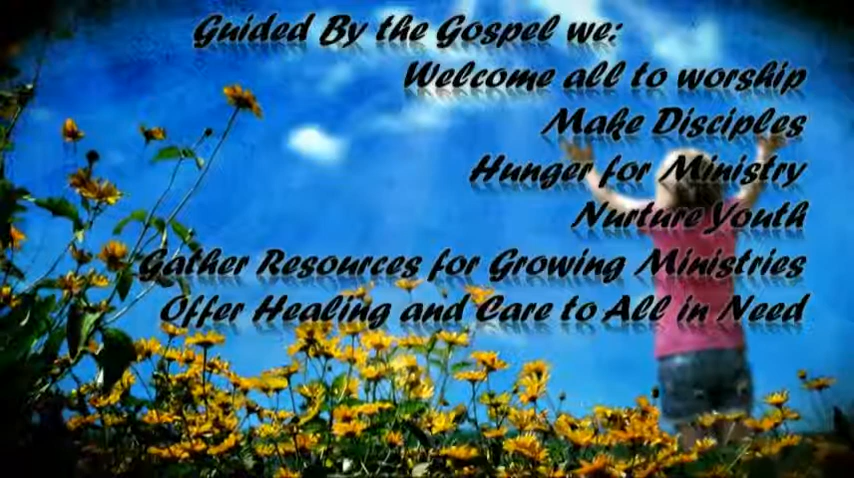 Guided By the Gospel we:
Welcome all to worship
Make Disciples
Hunger for Ministry
Nurture Youth
Gather Resources for Growing Ministries
Offer Healing and Care to All in Need